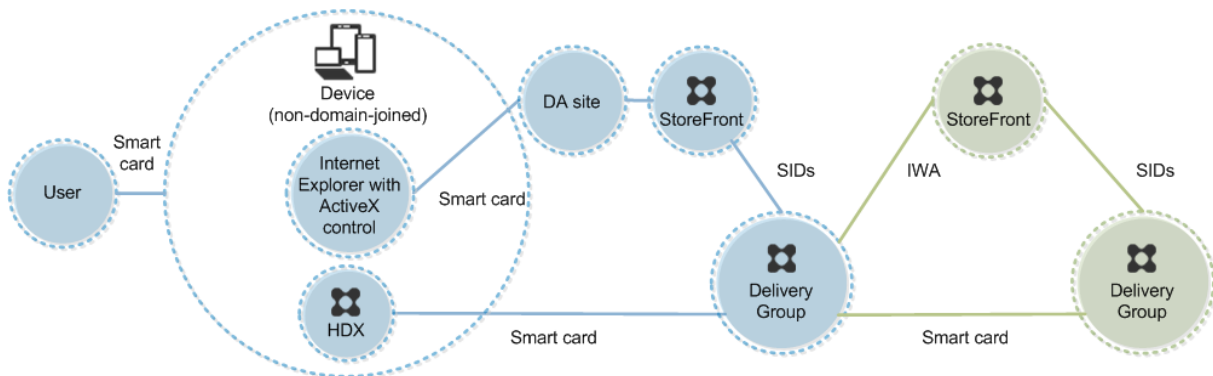 User
Smart
card
Device
(non-domain-joined)
Internet
Explorer with
ActiveX
control
HDX
Smart card
DA site
StoreFront
SIDs
Smart card
Delivery
Group
IWA
StoreFront
SIDs
Smart card
Delivery
Group